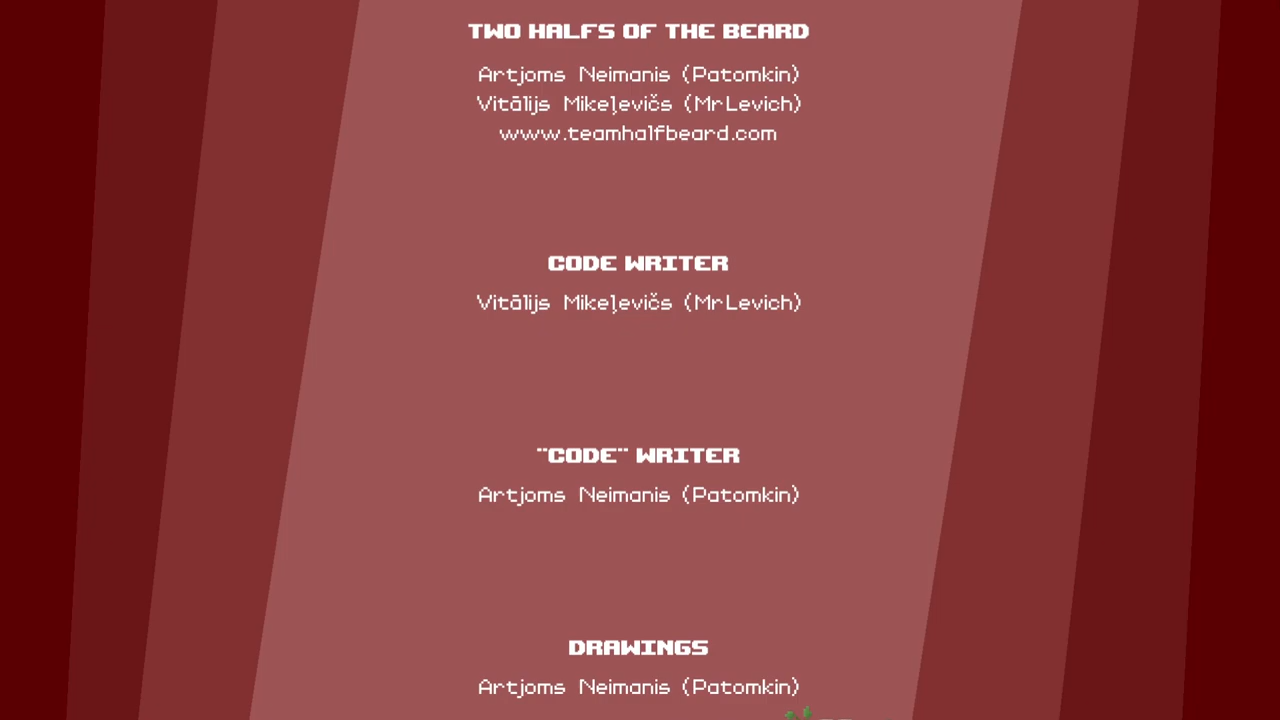 TWO HALFS OF THE BEARD
Artjoms Neimanis (Patomkin)
Vitālijs Mikeļevičs (MrLevich)
www.teamhalfbeard.com
CODE WRITER
Vitālijs Mikeļevičs (MrLevich)
"CODE" WRITER
Artjoms Neimanis (Patomkin)
DRAWINGS
Artjoms Neimanis (Patomkin)